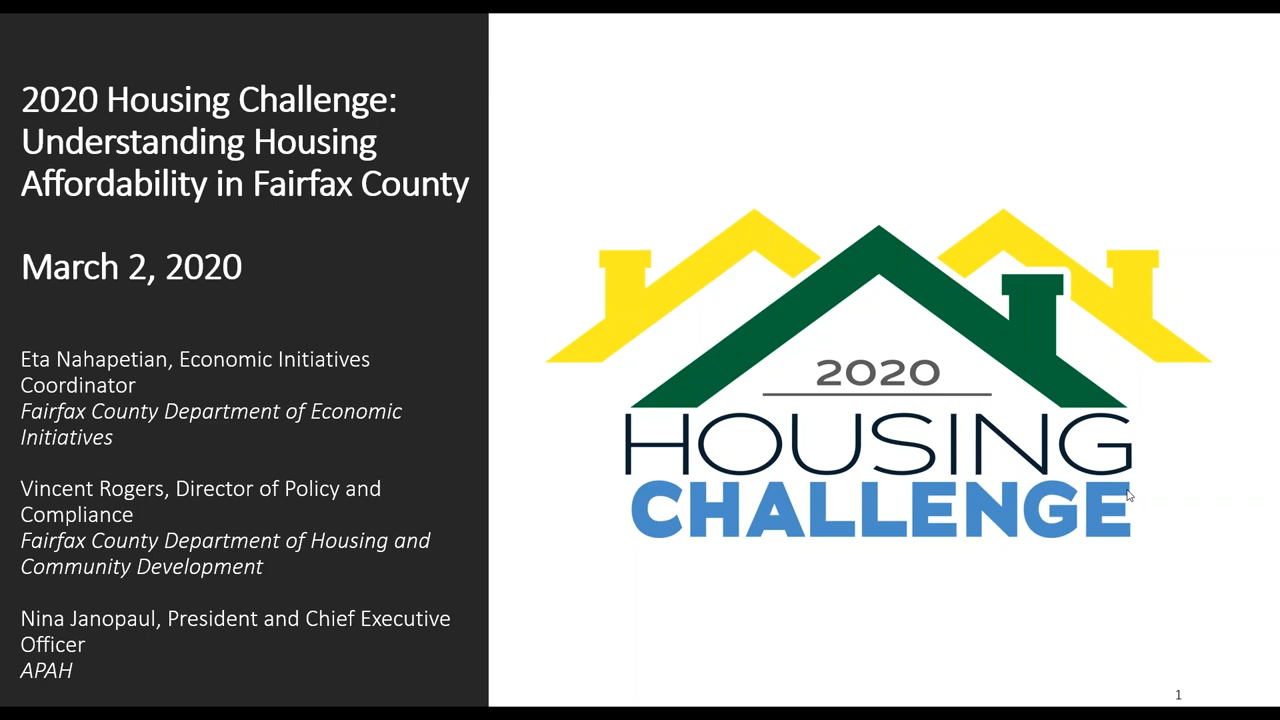 2020 Housing Challenge:
Understanding Housing
Affordability in Fairfax County
March 2, 2020
Eta Nahapetian, Economic Initiatives
Coordinator
Fairfax County Department of Economic
Initiatives
Vincent Rogers, Director of Policy and
Compliance
Fairfax County Department of Housing and
Community Development
Nina Janopaul, President and Chief Executive
Officer
APAH
2020
HOUSING
CHALLENGE
1